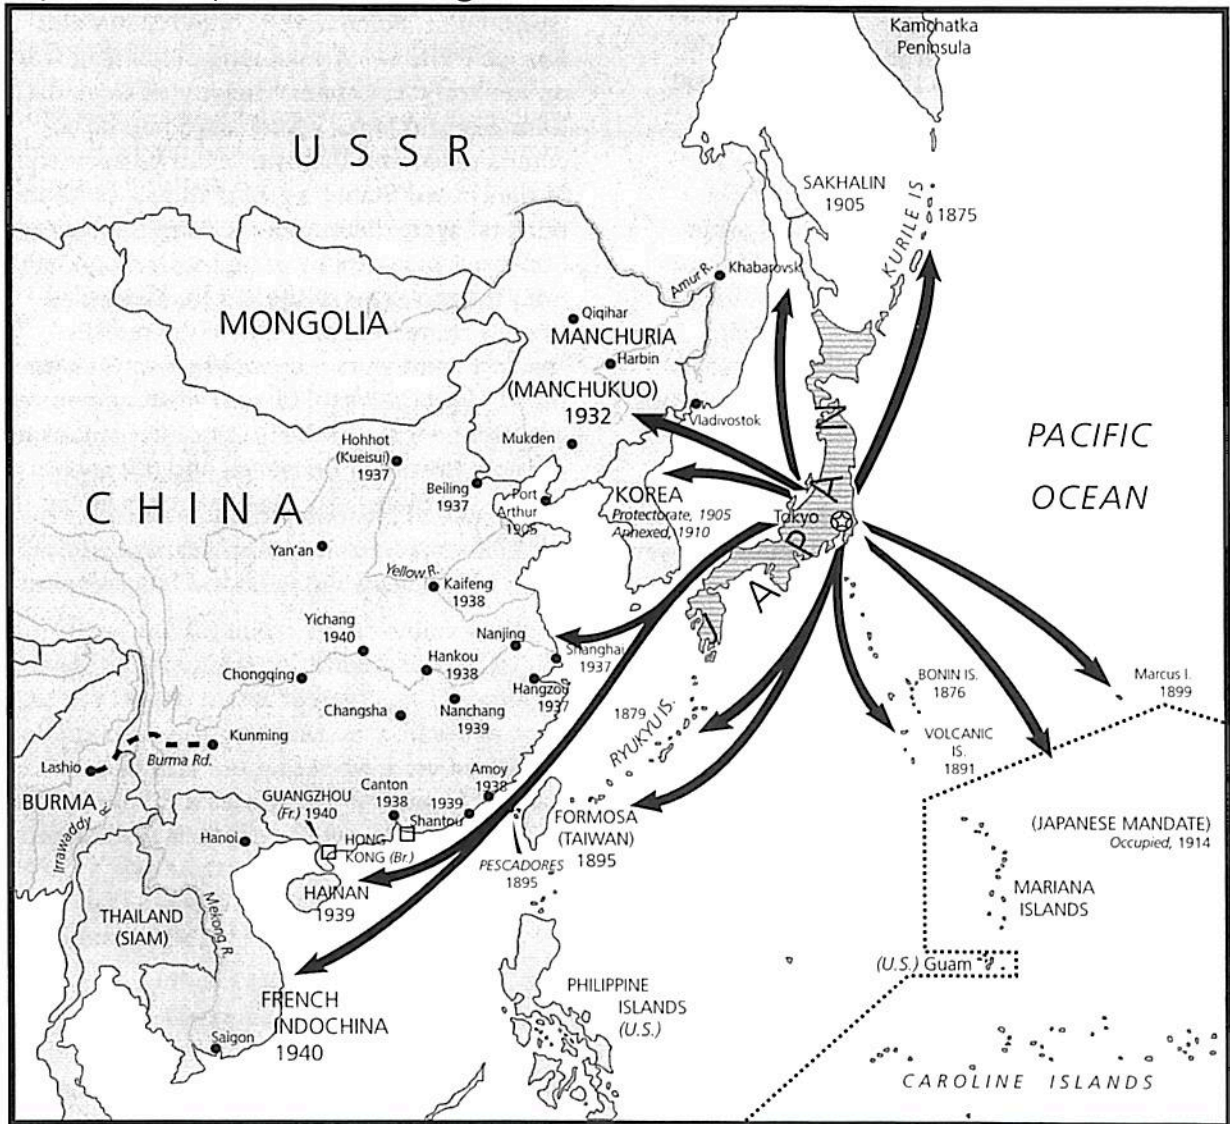 Kamchatka
Peninsula
USSR
SAKHALIN
1905
KURILE IS
1875
Amur R.
Khabarovsk
MONGOLIA
Qiqihar
MANCHURIA
Harbin
(MANCHUKUO)
1932
Vladivostok
Hohhot
(Kueisui)
1937
Mukden
PACIFIC
OCEAN
CHINA
Beiling
1937
Port
Arthur
1905
KOREA
Protectorate, 1905
Annexed, 1910
JAPAN
Tokyo
Yan'an
Yellow R.
Kaifeng
1938
Yichang
1940
Nanjing
Shanghai
1937
Chongqing
Hankou
1938
Hangzou
1937
Changsha
Nanchang
1939
BONIN IS.
1876
Marcus I.
1899
1879
RYUKYU IS.
VOLCANIC
IS.
1891
Kunming
Burma Rd.
Lashio
BURMA
Irrawaddy R.
Amoy
1938
Canton
1938
1939
Shantou
GUANGZHOU
(Fr.) 1940
HONG
KONG (Br.)
Hanoi
FORMOSA
(TAIWAN)
1895
PESCADORES
1895
(JAPANESE MANDATE)
Occupied, 1914
HAINAN
1939
MARIANA
ISLANDS
THAILAND
(SIAM)
Mekong R.
(U.S.) Guam
PHILIPPINE
ISLANDS
(U.S.)
FRENCH
INDOCHINA
1940
Saigon
CAROLINE ISLANDS